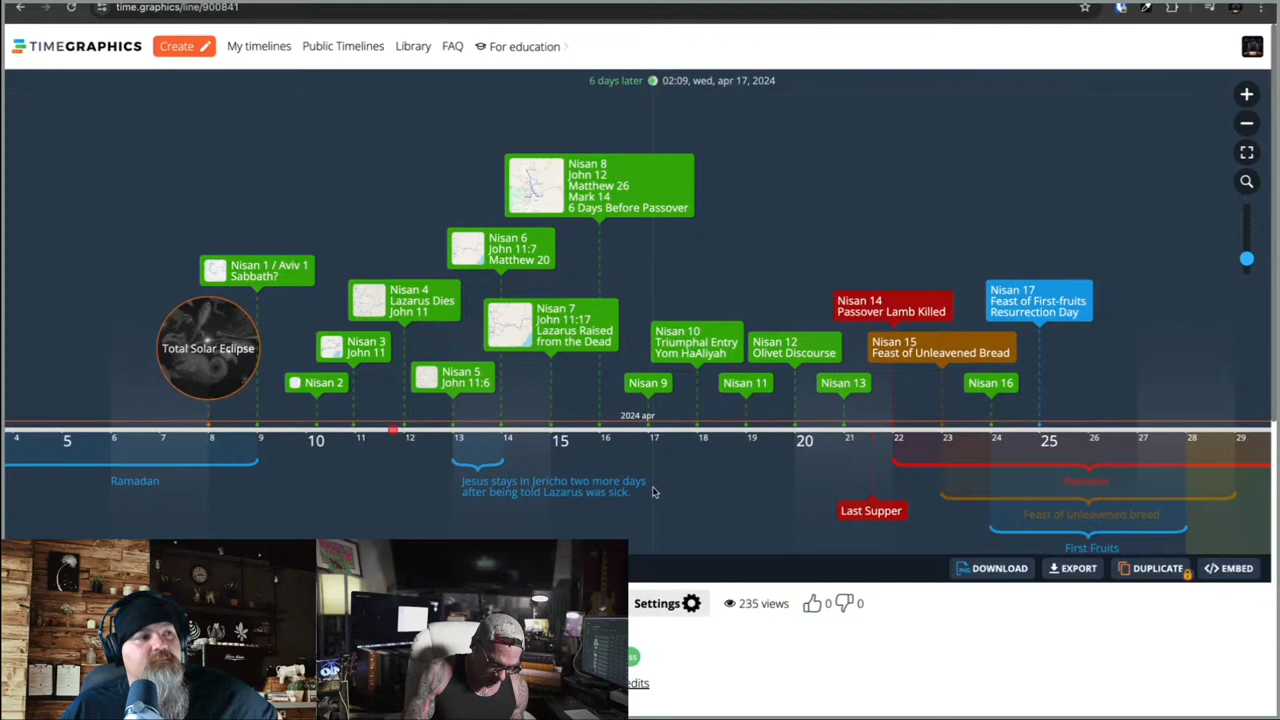 time.graphics/line/900841
TIMEGRAPHICS
Create
My timelines
Public Timelines
Library
FAQ
For education
6 days later
02:09, wed, apr 17, 2024
Nisan 8
John 12
Matthew 26
Mark 14
6 Days Before Passover
Nisan 6
John 11:7
Matthew 20
Nisan 1 / Aviv 1
Sabbath?
Nisan 4
Lazarus Dies
John 11
Nisan 7
John 11:17
Lazarus Raised
from the Dead
Nisan 14
Passover Lamb Killed
Nisan 17
Feast of First-fruits
Resurrection Day
Total Solar Eclipse
Nisan 3
John 11
Nisan 10
Triumphal Entry
Yom HaAliyah
Nisan 12
Olivet Discourse
Nisan 15
Feast of Unleavened Bread
Nisan 2
Nisan 5
John 11:6
Nisan 9
Nisan 11
Nisan 13
Nisan 16
2024 apr
4 5 6 7 8 9 10 11 12 13 14 15 16 17 18 19 20 21 22 23 24 25 26 27 28 29
Ramadan
Jesus stays in Jericho two more days
after being told Lazarus was sick.
Passover
Last Supper
Feast of unleavened breed
First Fruits
DOWNLOAD
EXPORT
DUPLICATE
</> EMBED
Settings
235 views
0
0
edits